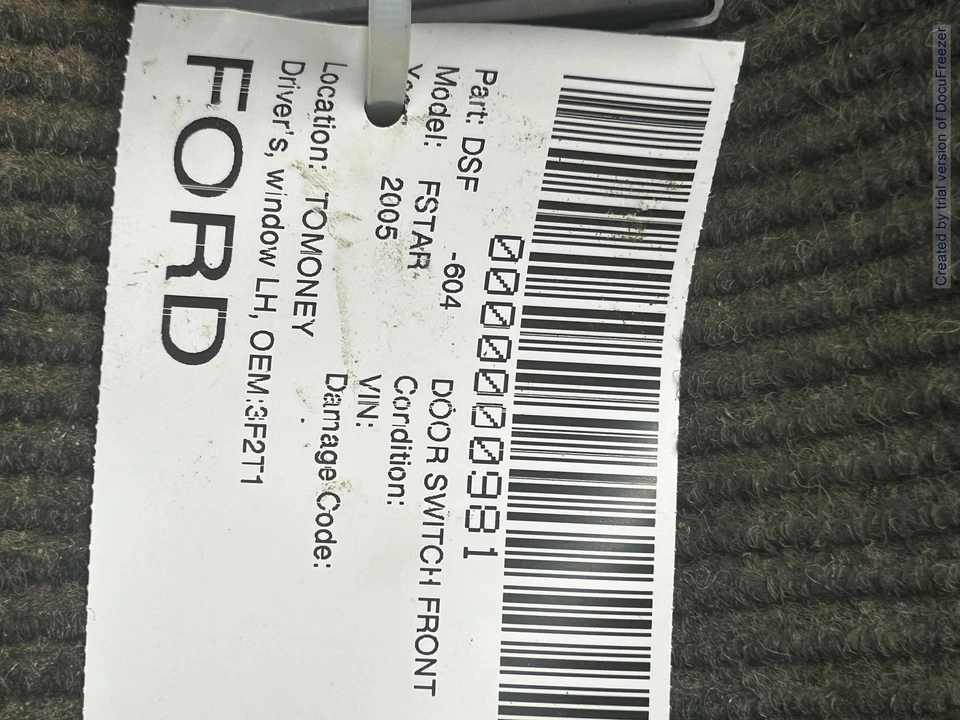 Part: DSF -604 DOOR SWITCH FRONT
Model: FSTAR Condition:
2005 VIN:
Location: TOMONEY Damage Code:
Driver's, window LH, OEM:3F2T1
FORD
Created by trial version of DocuFreezer